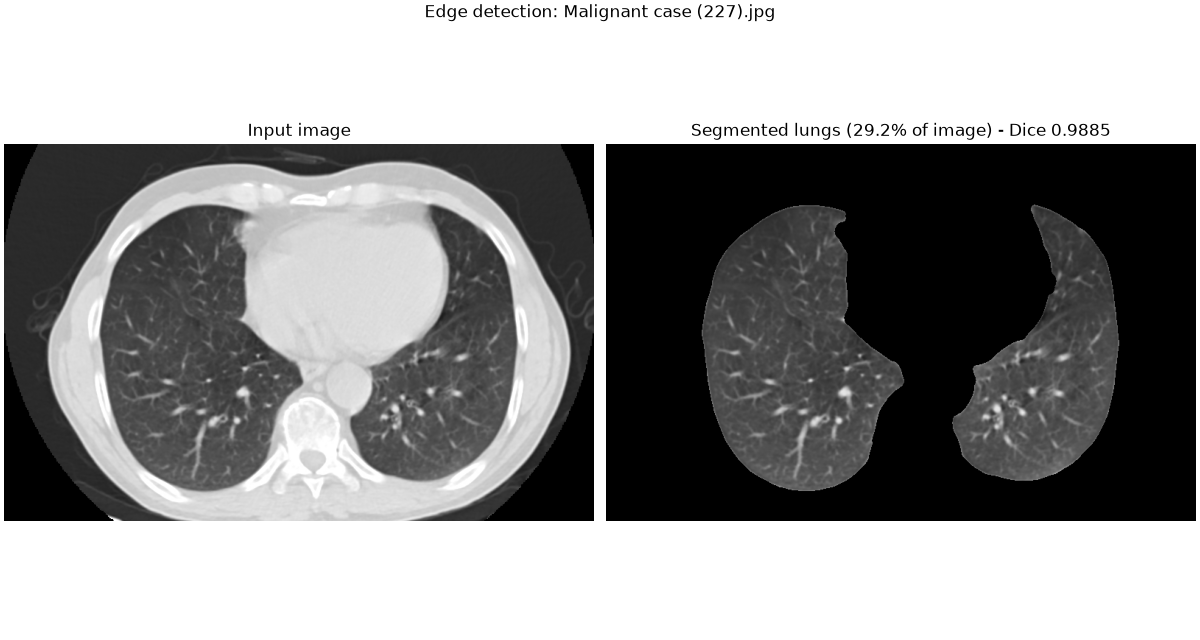 Edge detection: Malignant case (227).jpg
Input image
Segmented lungs (29.2% of image) - Dice 0.9885